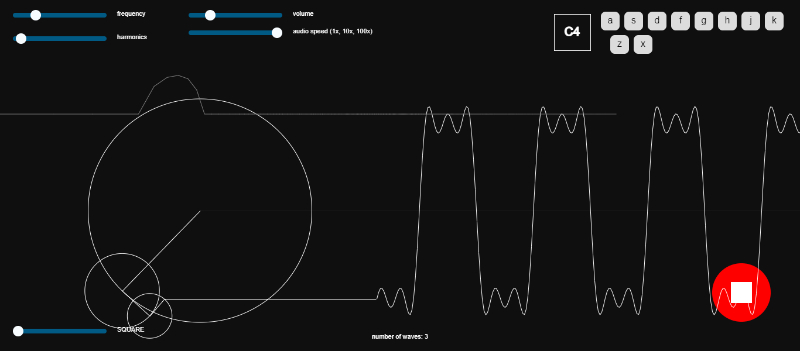 frequency
harmonics
volume
audio speed (1x, 10x, 100x)
C4
a s d f g h j k
z x
SQUARE
number of waves: 3